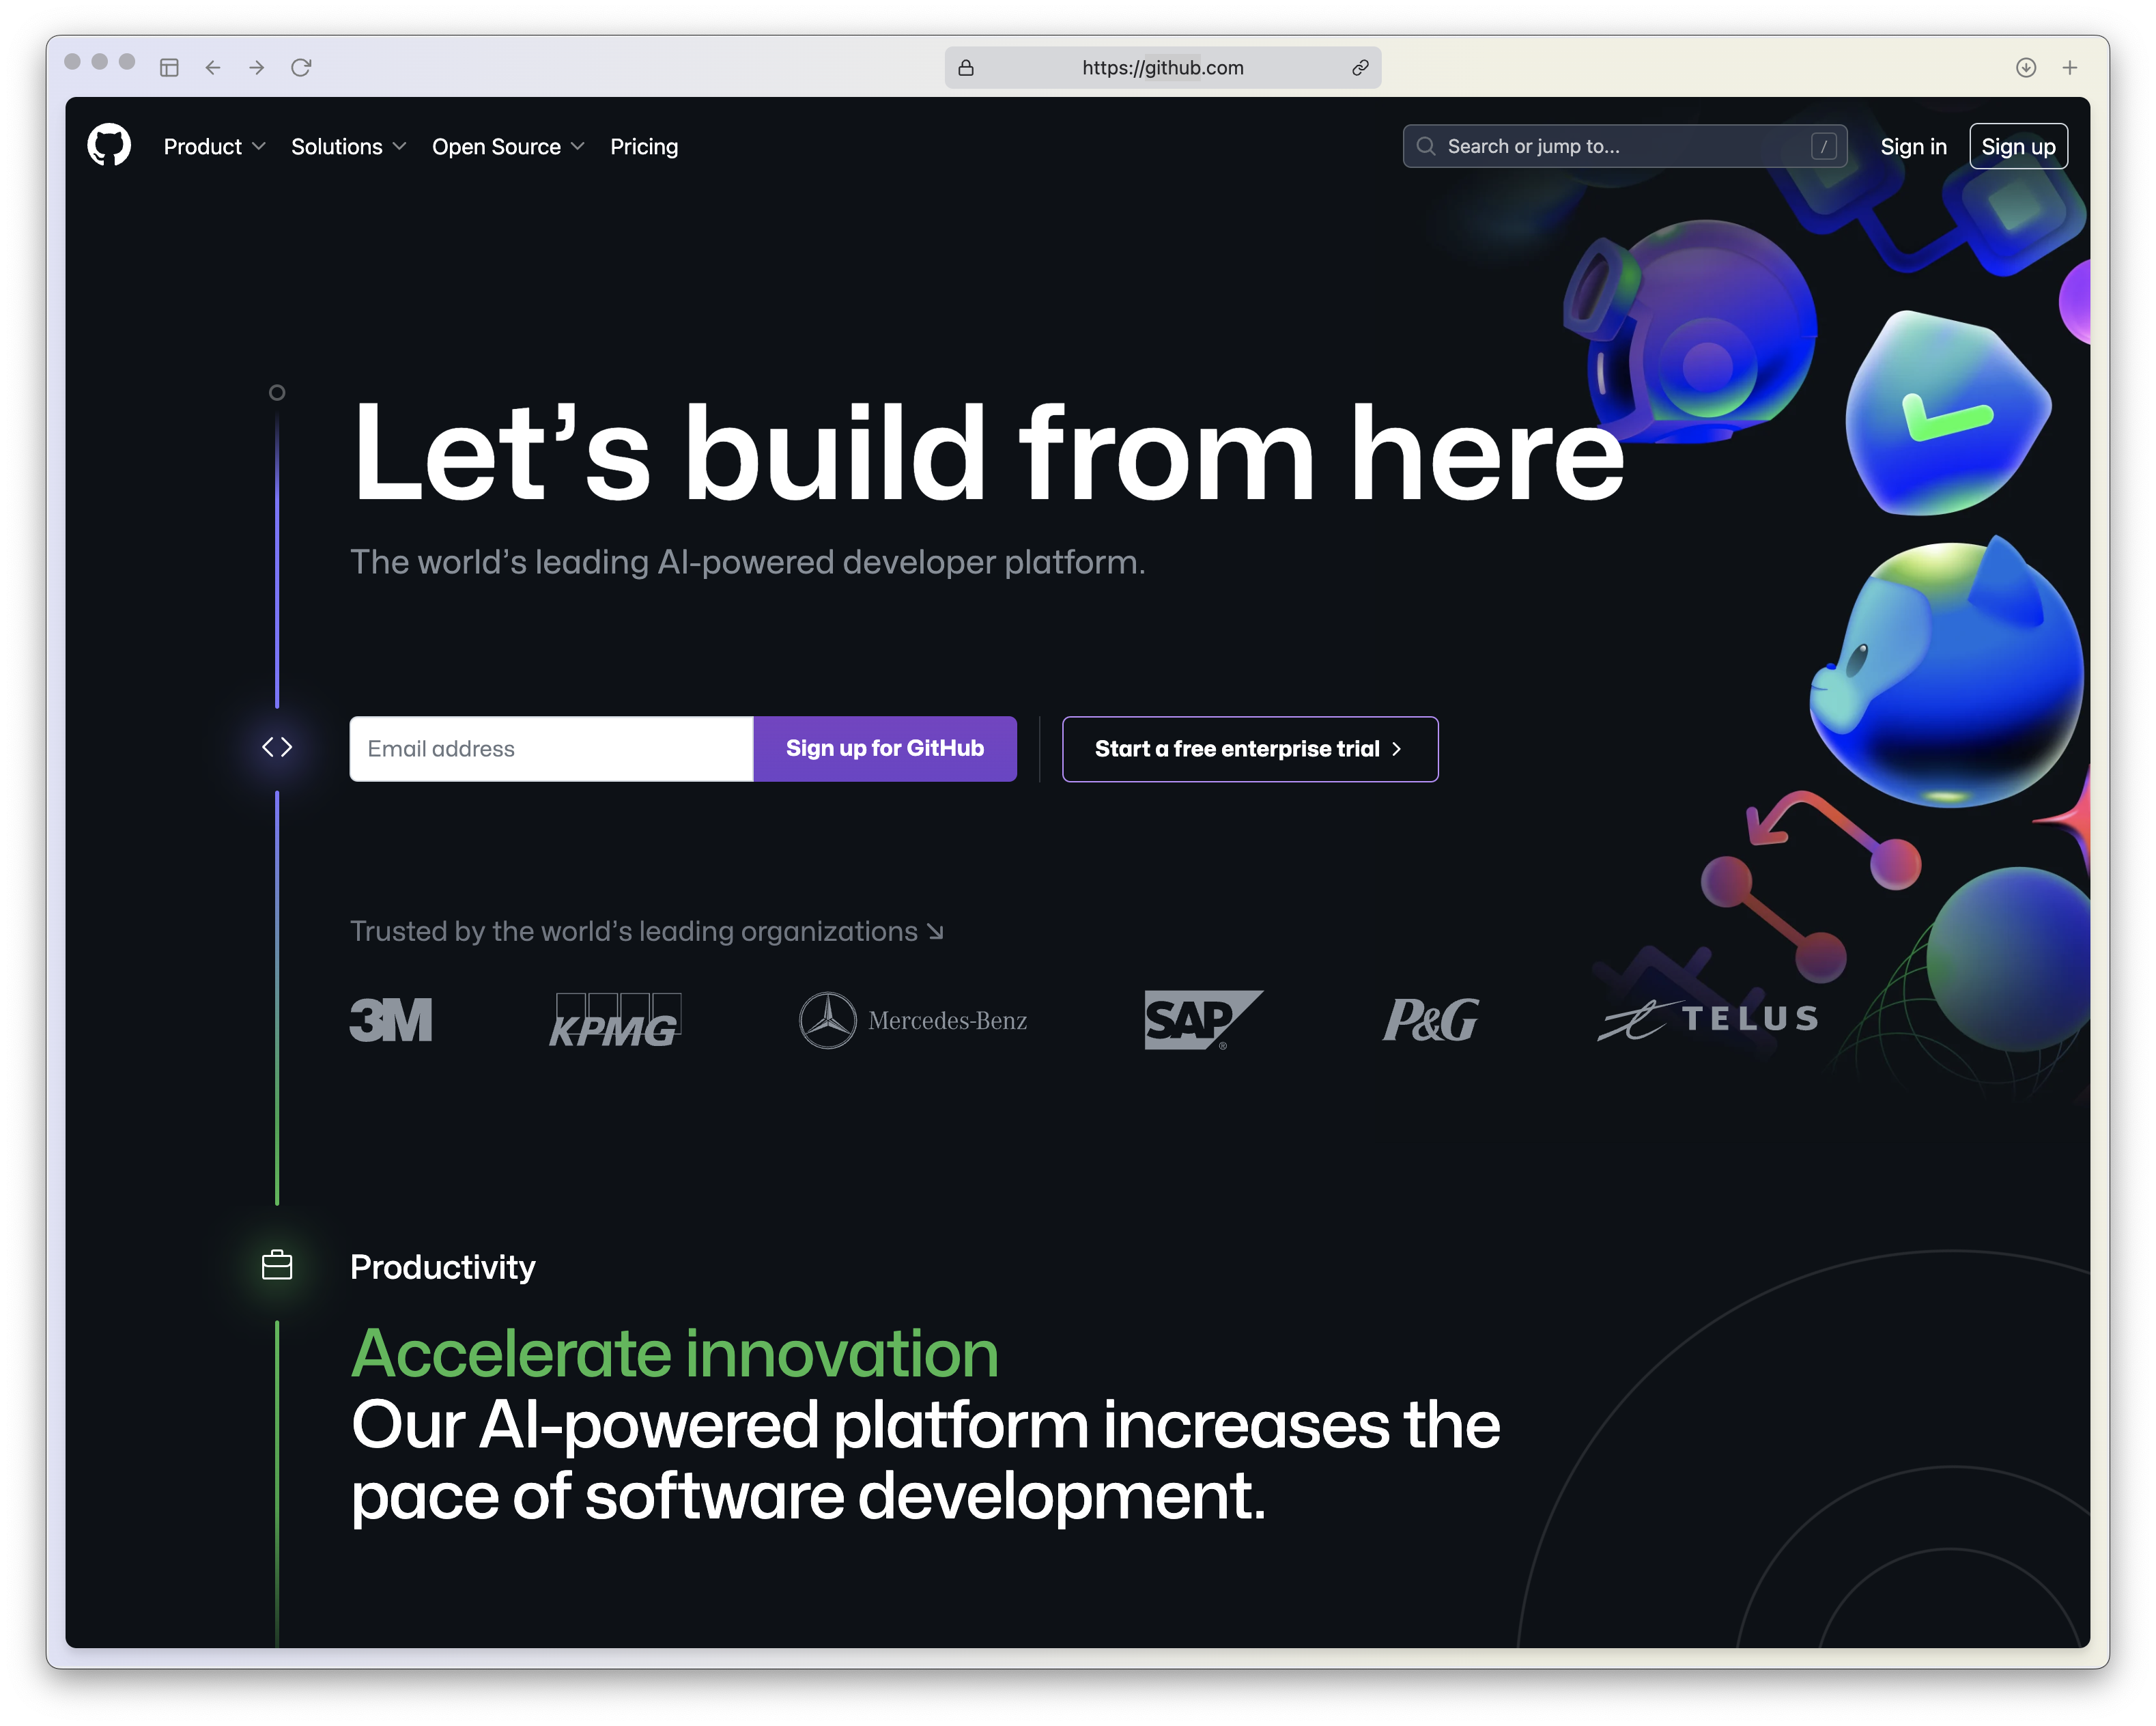 https://github.com
Product
Solutions
Open Source
Pricing
Search or jump to...
/
Sign in
Sign up
Let’s build from here
The world’s leading AI-powered developer platform.
Email address
Sign up for GitHub
Start a free enterprise trial
Trusted by the world’s leading organizations
3M
KPMG
Mercedes-Benz
SAP
®
P&G
TELUS
Productivity
Accelerate innovation
Our AI-powered platform increases the
pace of software development.